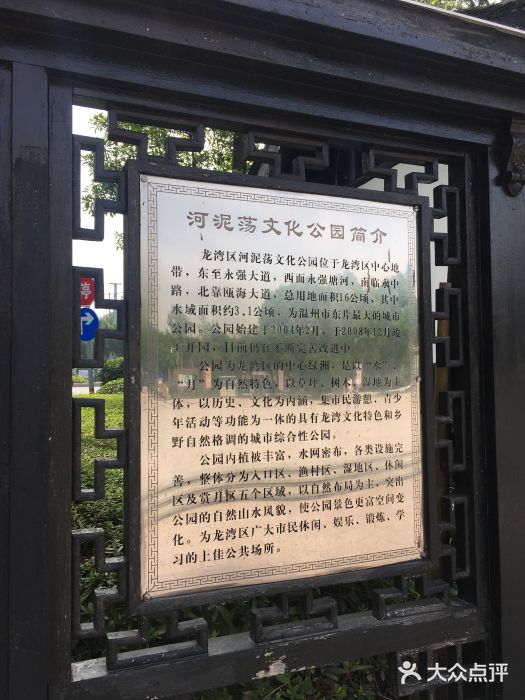 河泥荡文化公园简介
龙湾区河泥荡文化公园位于龙湾区中心地
带，东至永强大道，西面永强塘河，南临永中
路，北靠瓯海大道，总用地面积16公顷，其中
水域面积约3.1公顷，为温州市东片最大的城市
公园。公园始建于2004年2月，于2008年12月竣
工开园，目前仍在不断完善改进中。
公园为龙湾区的中心绿洲，是以“水”、
“月”为自然特色，以草坪、树木、湿地为主
体，以历史、文化为内涵，集市民游憩、青少
年活动等功能为一体的具有龙湾文化特色和乡
野自然格调的城市综合性公园。
公园内植被丰富，水网密布，各类设施完
善，整体分为入口区、渔村区、湿地区、休闲
区及赏月区五个区域，以自然布局为主，突出
公园的自然山水风貌，使公园景色更富空间变
化。为龙湾区广大市民休闲、娱乐、锻炼、学
习的上佳公共场所。
停
大众点评